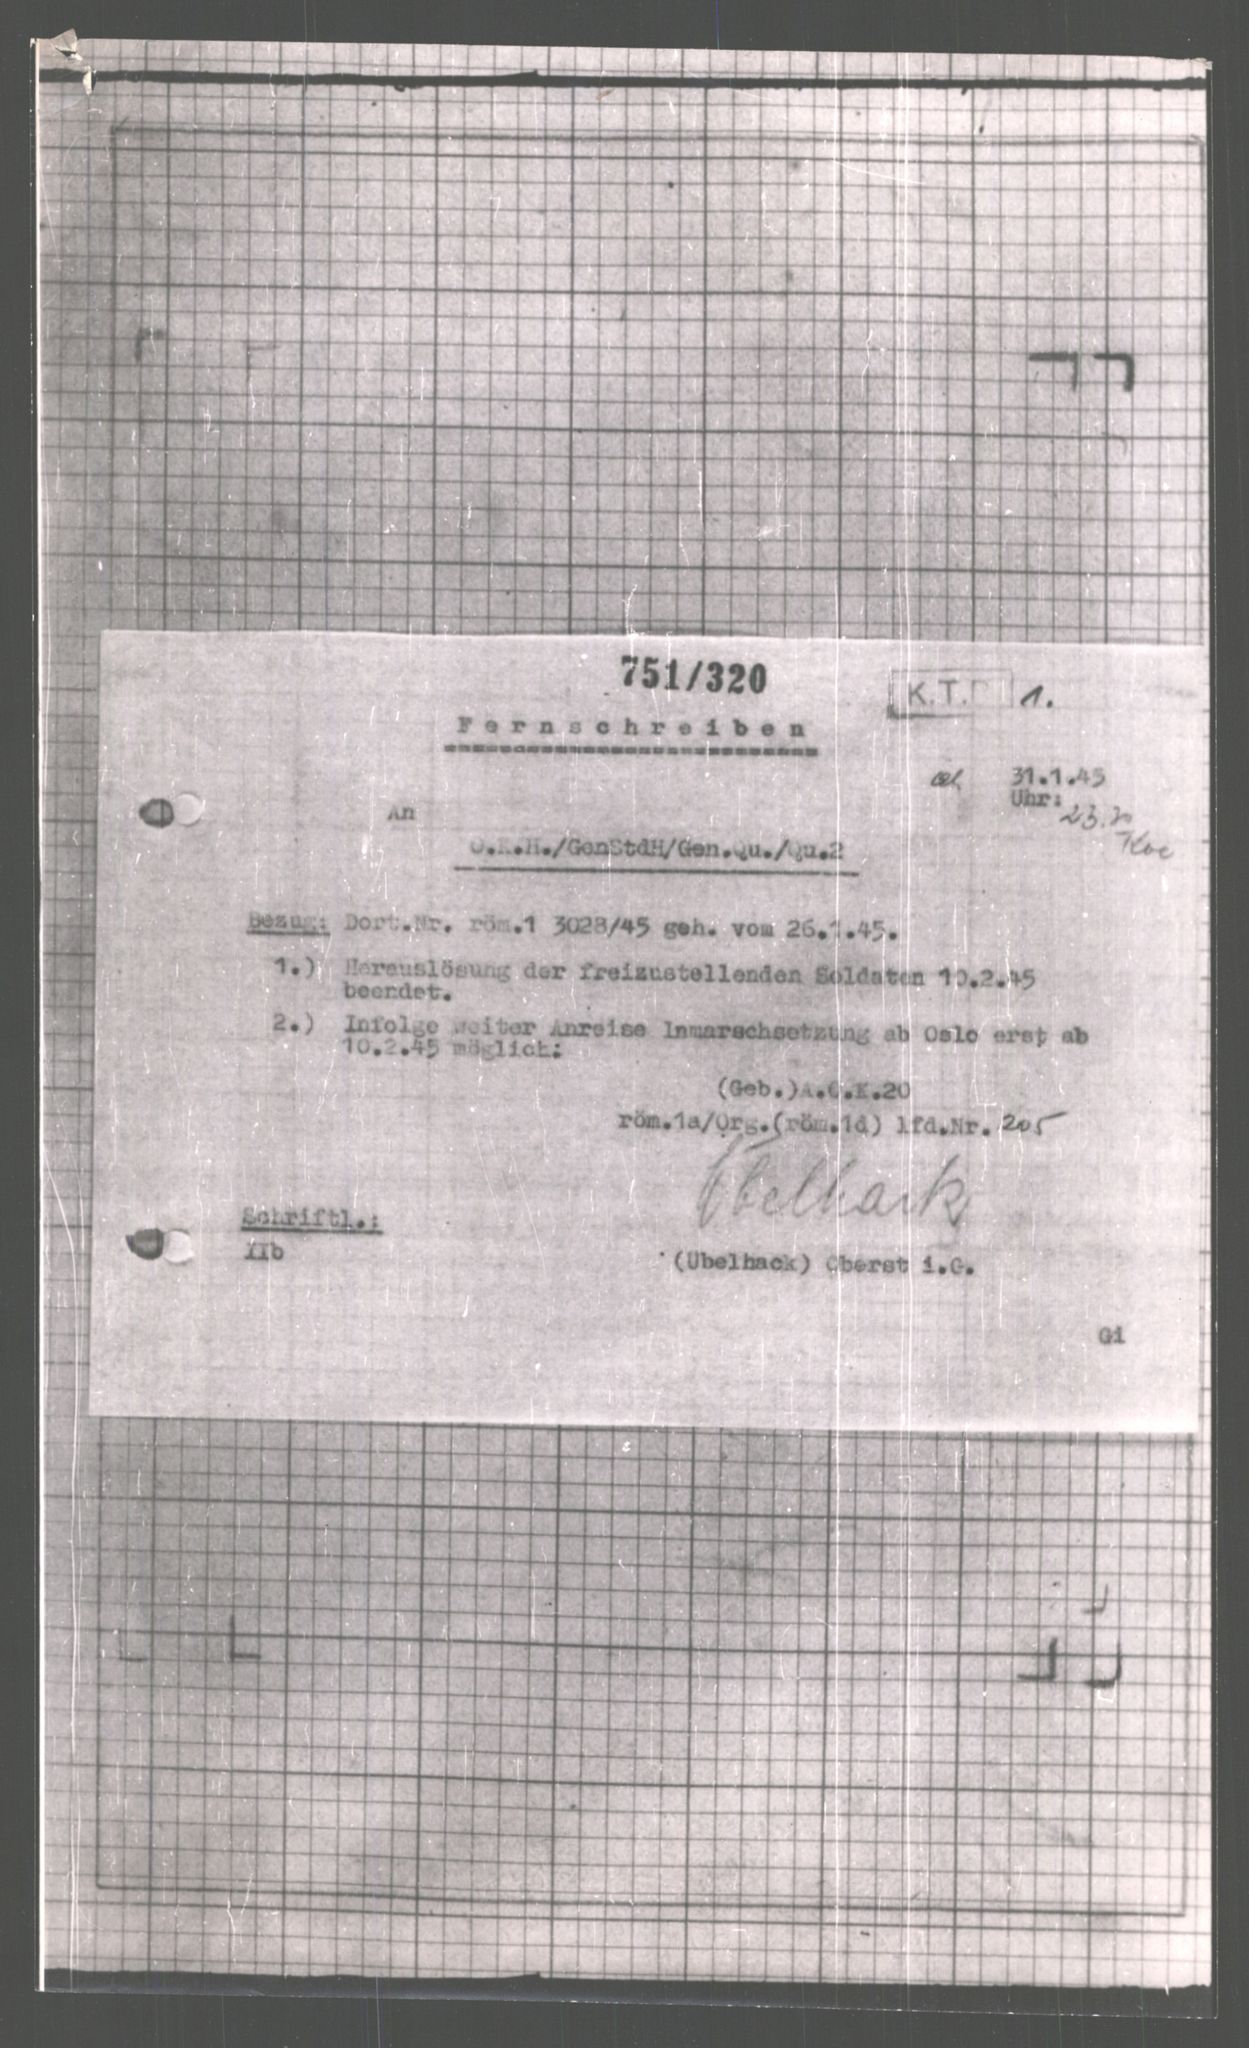 751/320
K.T.B 1.
Fernschreiben
31.1.45
Uhr: 23.30
An
O.K.H./GenStdH/Gen.Qu./Qu.2
Bezug: Dort.Nr. röm.1 3028/45 geh. vom 26.1.45.
1.) Herauslösung der freizustellenden Soldaten 10.2.45
beendet.
2.) Infolge weiter Anreise Inmarschsetzung ab Oslo erst ab
10.2.45 möglich:
(Geb.)A.O.K.20
röm.1a/Org.(röm.1d) lfd.Nr. 205
Übelhack
Schriftl.:
IIb
(Übelhack) Oberst i.G.
Gi